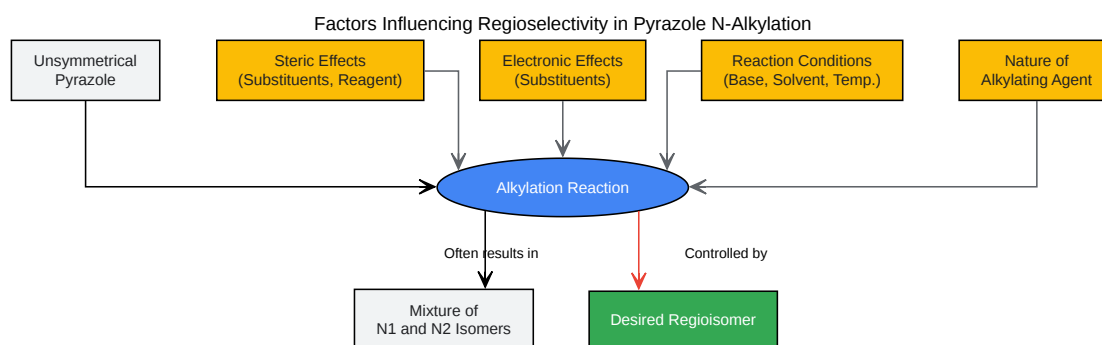 Factors Influencing Regioselectivity in Pyrazole N-Alkylation
Unsymmetrical
Pyrazole
Steric Effects
(Substituents, Reagent)
Electronic Effects
(Substituents)
Reaction Conditions
(Base, Solvent, Temp.)
Nature of
Alkylating Agent
Alkylation Reaction
Often results in
Controlled by
Mixture of
N1 and N2 Isomers
Desired Regioisomer